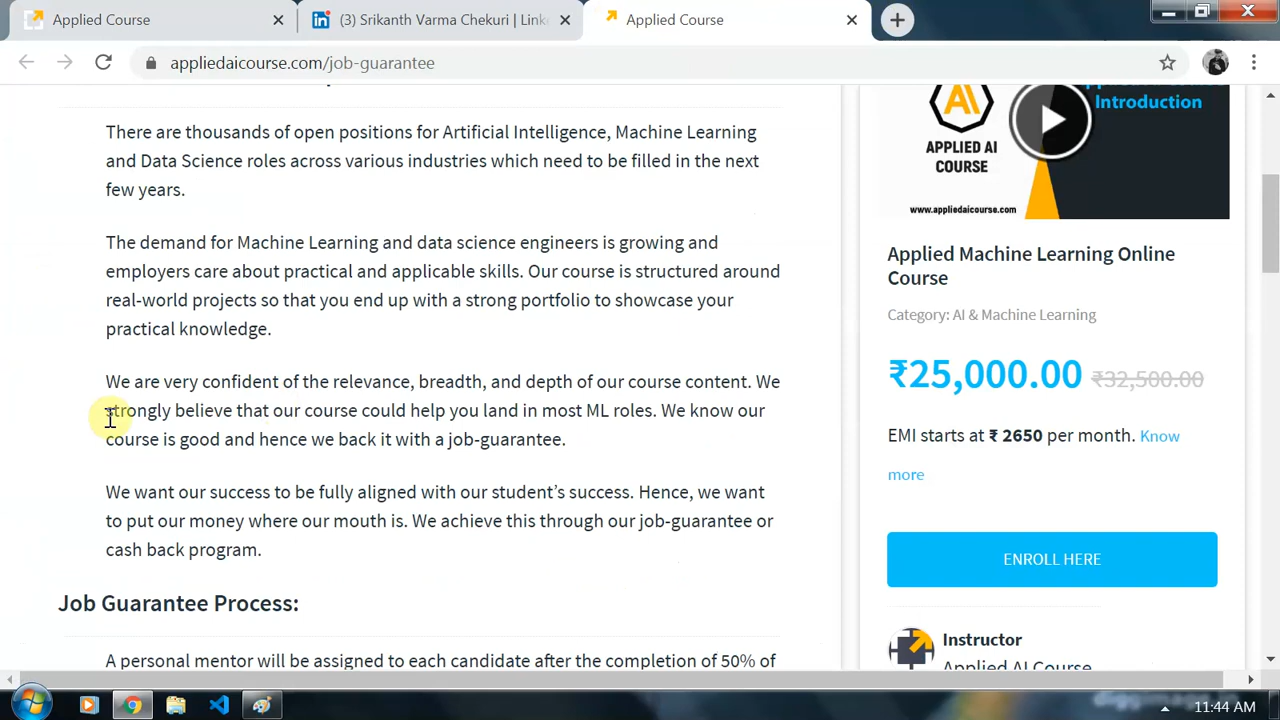 Applied Course
(3) Srikanth Varma Chekuri | Linke
Applied Course
appliedaicourse.com/job-guarantee
There are thousands of open positions for Artificial Intelligence, Machine Learning
and Data Science roles across various industries which need to be filled in the next
few years.
The demand for Machine Learning and data science engineers is growing and
employers care about practical and applicable skills. Our course is structured around
real-world projects so that you end up with a strong portfolio to showcase your
practical knowledge.
We are very confident of the relevance, breadth, and depth of our course content. We
strongly believe that our course could help you land in most ML roles. We know our
course is good and hence we back it with a job-guarantee.
We want our success to be fully aligned with our student's success. Hence, we want
to put our money where our mouth is. We achieve this through our job-guarantee or
cash back program.
Job Guarantee Process:
A personal mentor will be assigned to each candidate after the completion of 50% of
Introduction
AI
APPLIED AI
COURSE
www.appliedaicourse.com
Applied Machine Learning Online
Course
Category: AI & Machine Learning
₹25,000.00 ₹32,500.00
EMI starts at ₹ 2650 per month. Know
more
ENROLL HERE
Instructor
Applied AI Course
11:44 AM